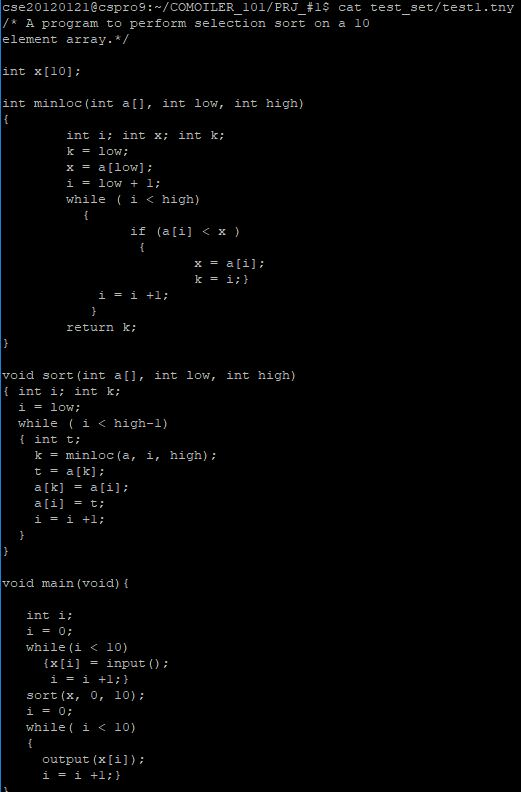 cse20120121@cspro9:~/COMOILER_101/PRJ_#1$ cat test_set/test1.tny
/* A program to perform selection sort on a 10
element array.*/
int x[10];
int minloc(int a[], int low, int high)
{
int i; int x; int k;
k = low;
x = a[low];
i = low + 1;
while ( i < high)
{
if (a[i] < x )
{
x = a[i];
k = i;}
i = i +1;
}
return k;
}
void sort(int a[], int low, int high)
{ int i; int k;
i = low;
while ( i < high-1)
{ int t;
k = minloc(a, i, high);
t = a[k];
a[k] = a[i];
a[i] = t;
i = i +1;
}
}
void main(void){
int i;
i = 0;
while(i < 10)
{x[i] = input();
i = i +1;}
sort(x, 0, 10);
i = 0;
while( i < 10)
{
output(x[i]);
i = i +1;}
}